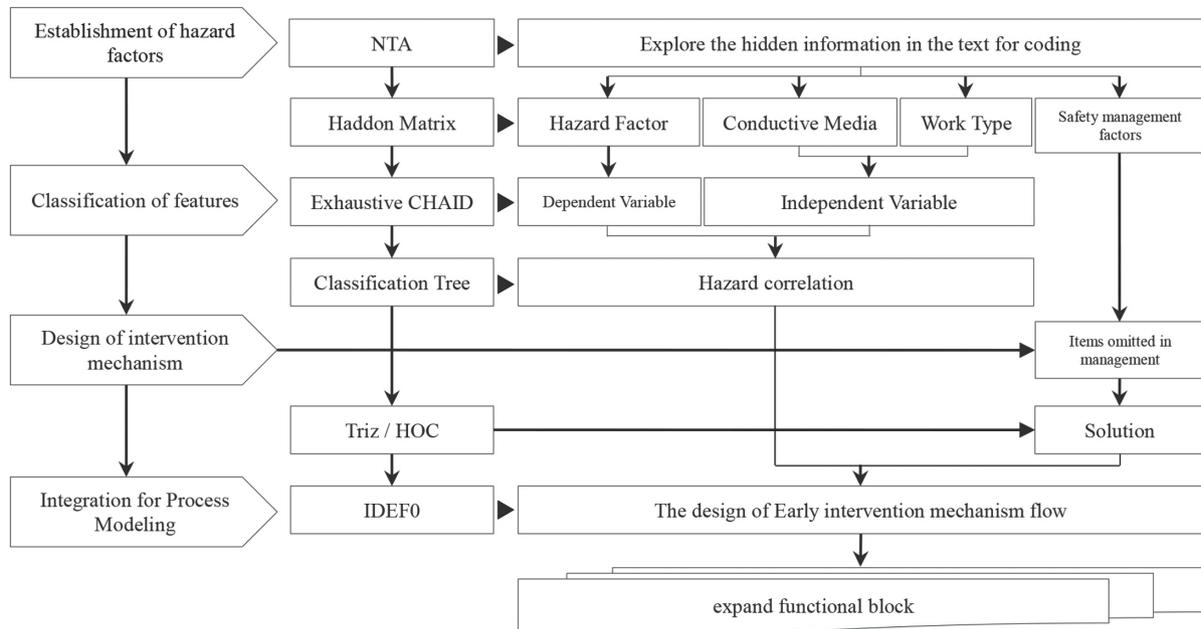 Establishment of hazard
factors
NTA
Explore the hidden information in the text for coding
Haddon Matrix
Hazard Factor
Conductive Media
Work Type
Safety management
factors
Classification of features
Exhaustive CHAID
Dependent Variable
Independent Variable
Classification Tree
Hazard correlation
Design of intervention
mechanism
Items omitted in
management
Triz / HOC
Solution
Integration for Process
Modeling
IDEF0
The design of Early intervention mechanism flow
expand functional block